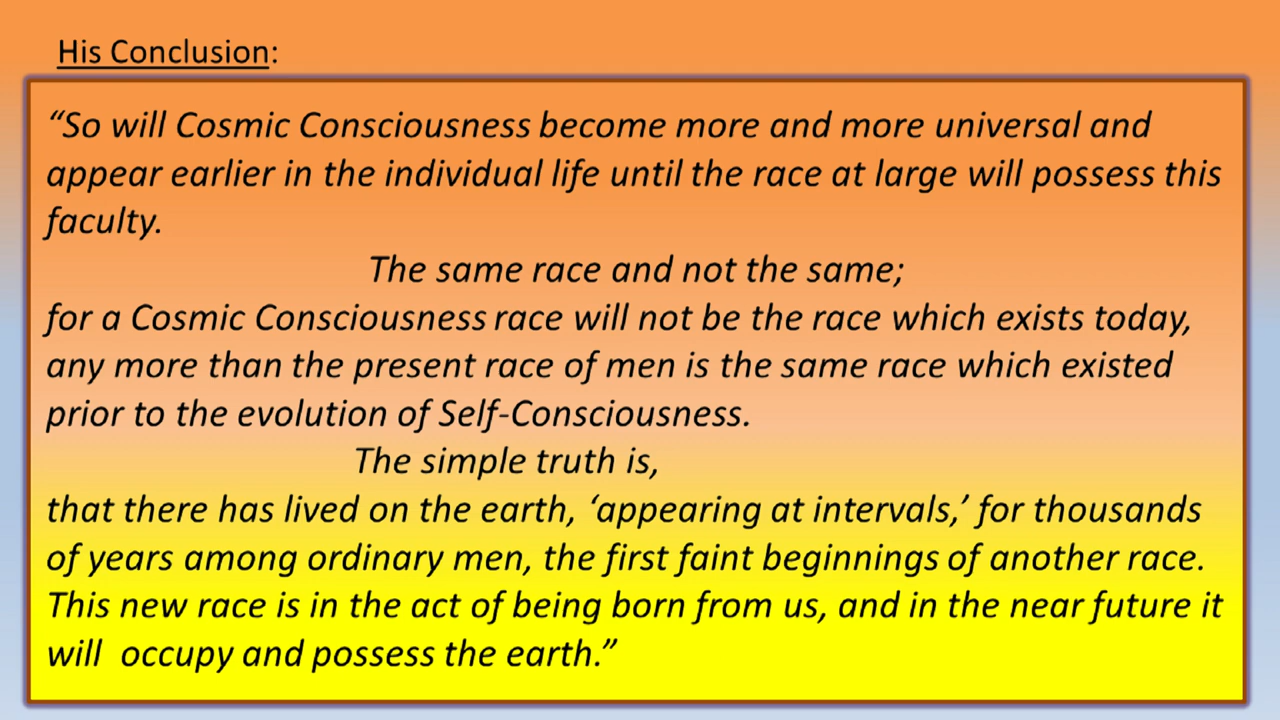 His Conclusion:
“So will Cosmic Consciousness become more and more universal and
appear earlier in the individual life until the race at large will possess this
faculty.
The same race and not the same;
for a Cosmic Consciousness race will not be the race which exists today,
any more than the present race of men is the same race which existed
prior to the evolution of Self-Consciousness.
The simple truth is,
that there has lived on the earth, ‘appearing at intervals,’ for thousands
of years among ordinary men, the first faint beginnings of another race.
This new race is in the act of being born from us, and in the near future it
will occupy and possess the earth.”